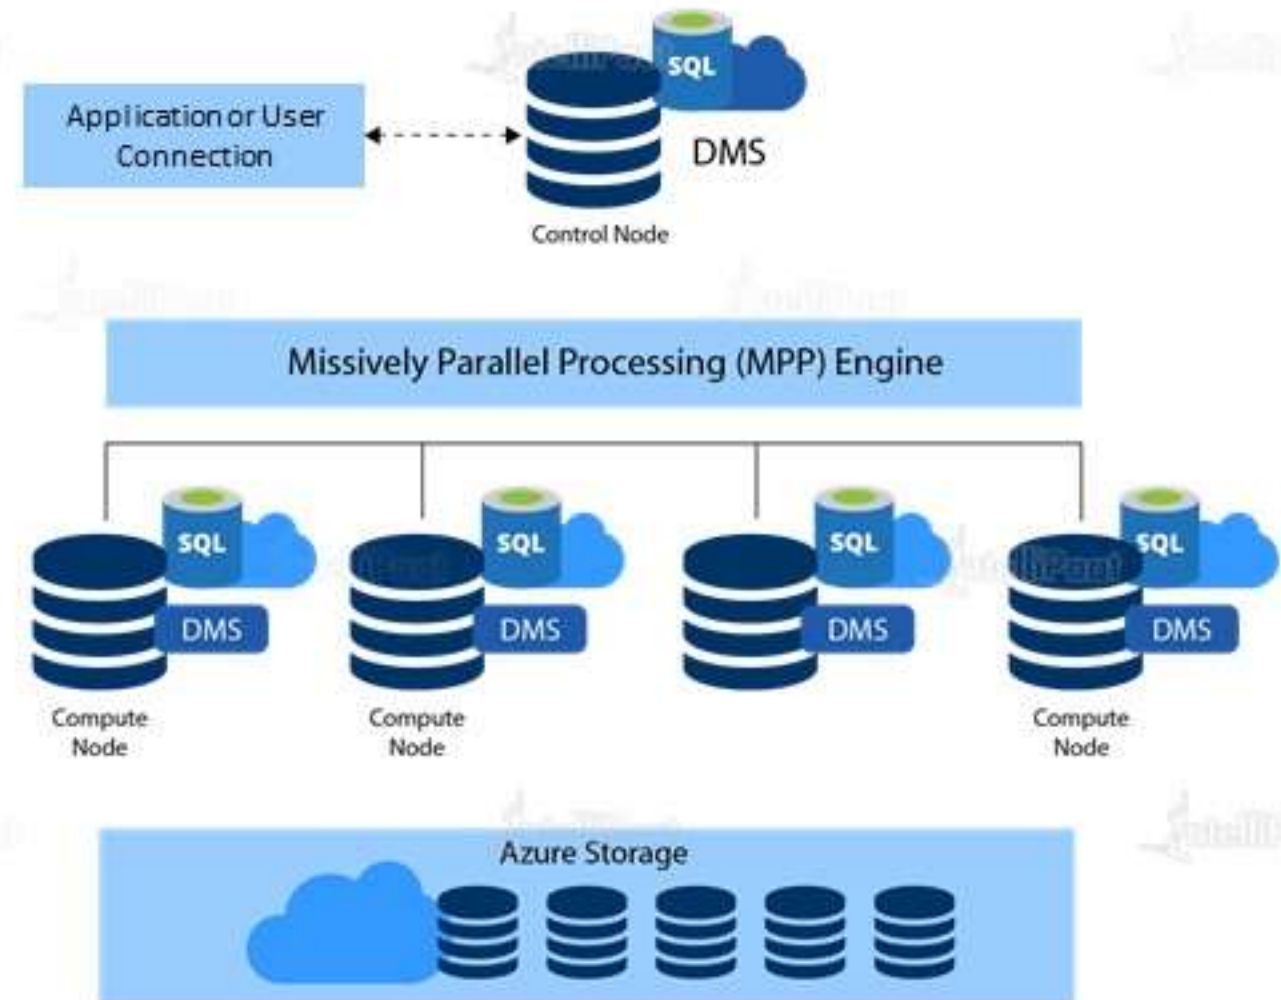 SQL
Application or User
Connection
DMS
Control Node
Missively Parallel Processing (MPP) Engine
SQL
SQL
SQL
SQL
DMS
DMS
DMS
DMS
Compute
Node
Compute
Node
Compute
Node
Azure Storage